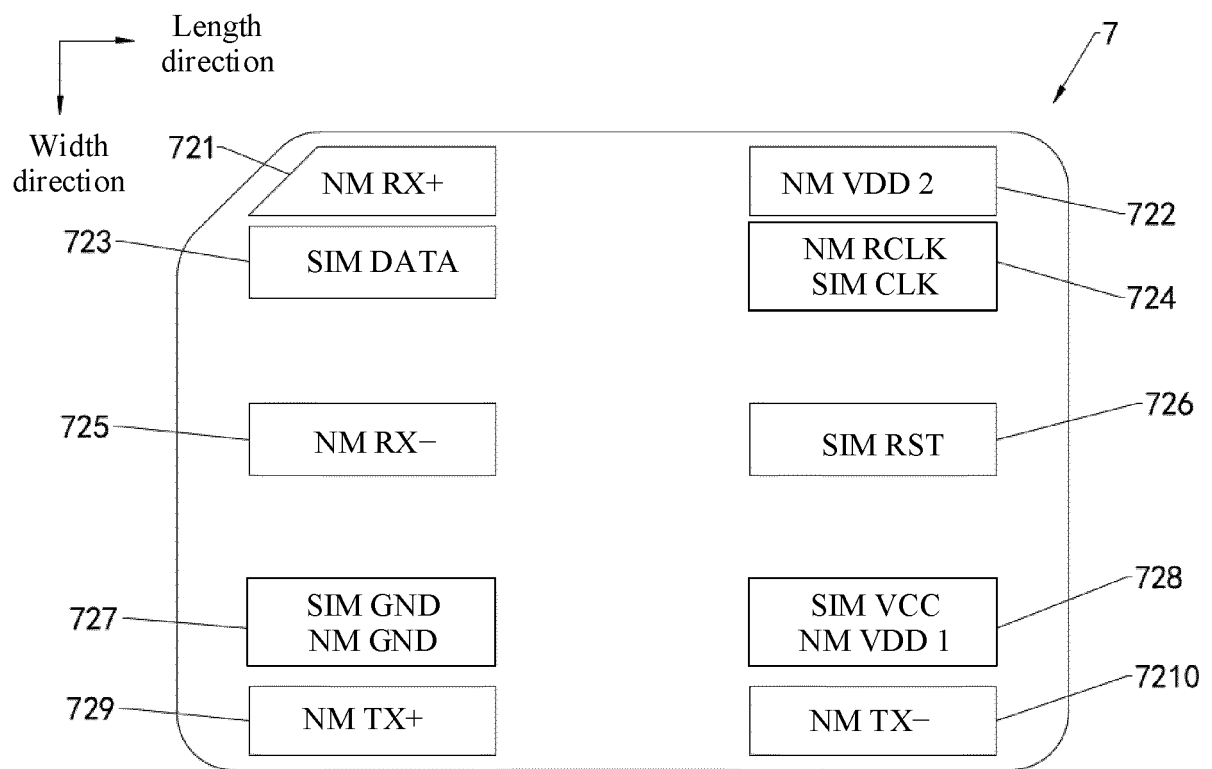 Length
direction
7
Width
direction
721
NM RX+
NM VDD 2
722
723
SIM DATA
NM RCLK
SIM CLK
724
725
NM RX−
SIM RST
726
727
SIM GND
NM GND
SIM VCC
NM VDD 1
728
729
NM TX+
NM TX−
7210